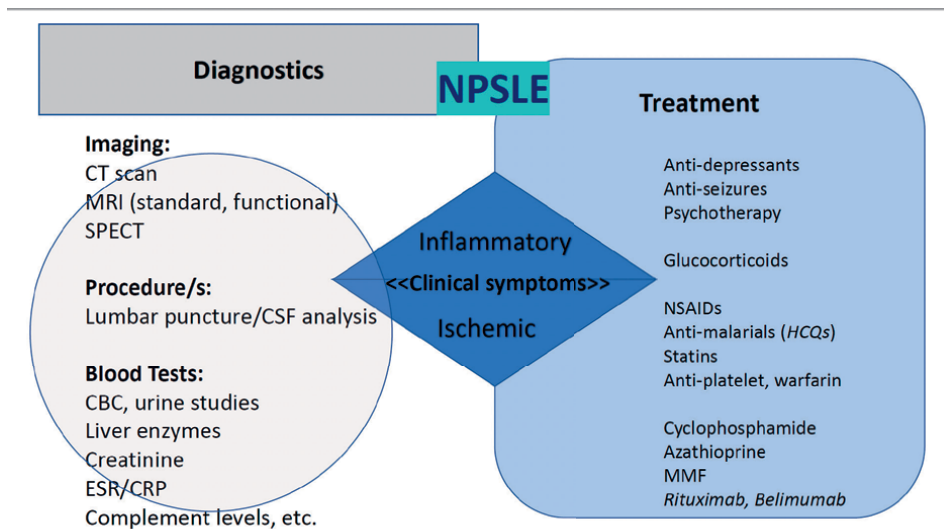 Diagnostics
NPSLE
Imaging:
CT scan
MRI (standard, functional)
SPECT
Procedure/s:
Lumbar puncture/CSF analysis
Blood Tests:
CBC, urine studies
Liver enzymes
Creatinine
ESR/CRP
Complement levels, etc.
Inflammatory
<<Clinical symptoms>>
Ischemic
Treatment
Anti-depressants
Anti-seizures
Psychotherapy
Glucocorticoids
NSAIDs
Anti-malarials (HCQs)
Statins
Anti-platelet, warfarin
Cyclophosphamide
Azathioprine
MMF
Rituximab, Belimumab